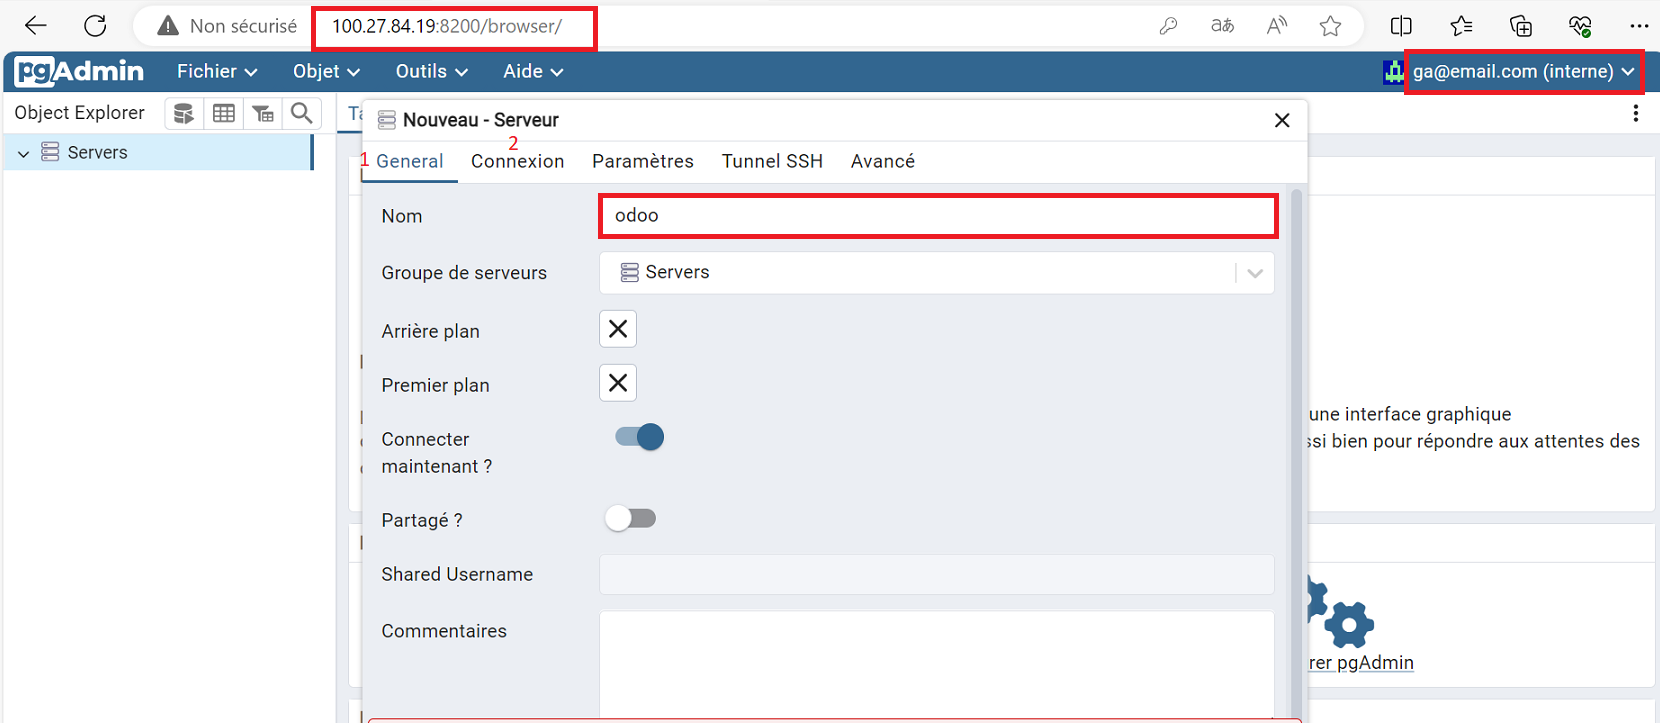 Non sécurisé 100.27.84.19:8200/browser/ aあ A
pgAdmin Fichier Objet Outils Aide ga@email.com (interne)
Object Explorer
Servers
Nouveau - Serveur
2
1 General Connexion Paramètres Tunnel SSH Avancé
Nom odoo
Groupe de serveurs Servers
Arrière plan
Premier plan
une interface graphique
Connecter
maintenant ?
des
si bien pour répondre aux attentes
Partagé ?
Shared Username
Commentaires
rer pgAdmin